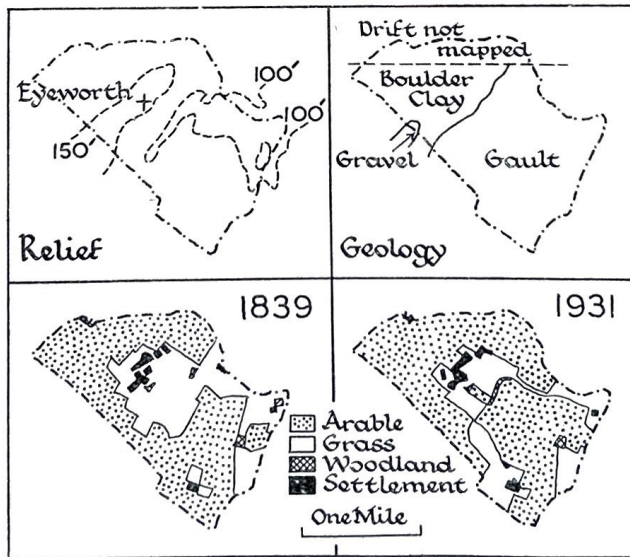 100'
Eyeworth
100'
150'
Relief
Drift not
mapped
Boulder
Clay
Gravel
Gault
Geology
1839
1931
Arable
Grass
Woodland
Settlement
One Mile